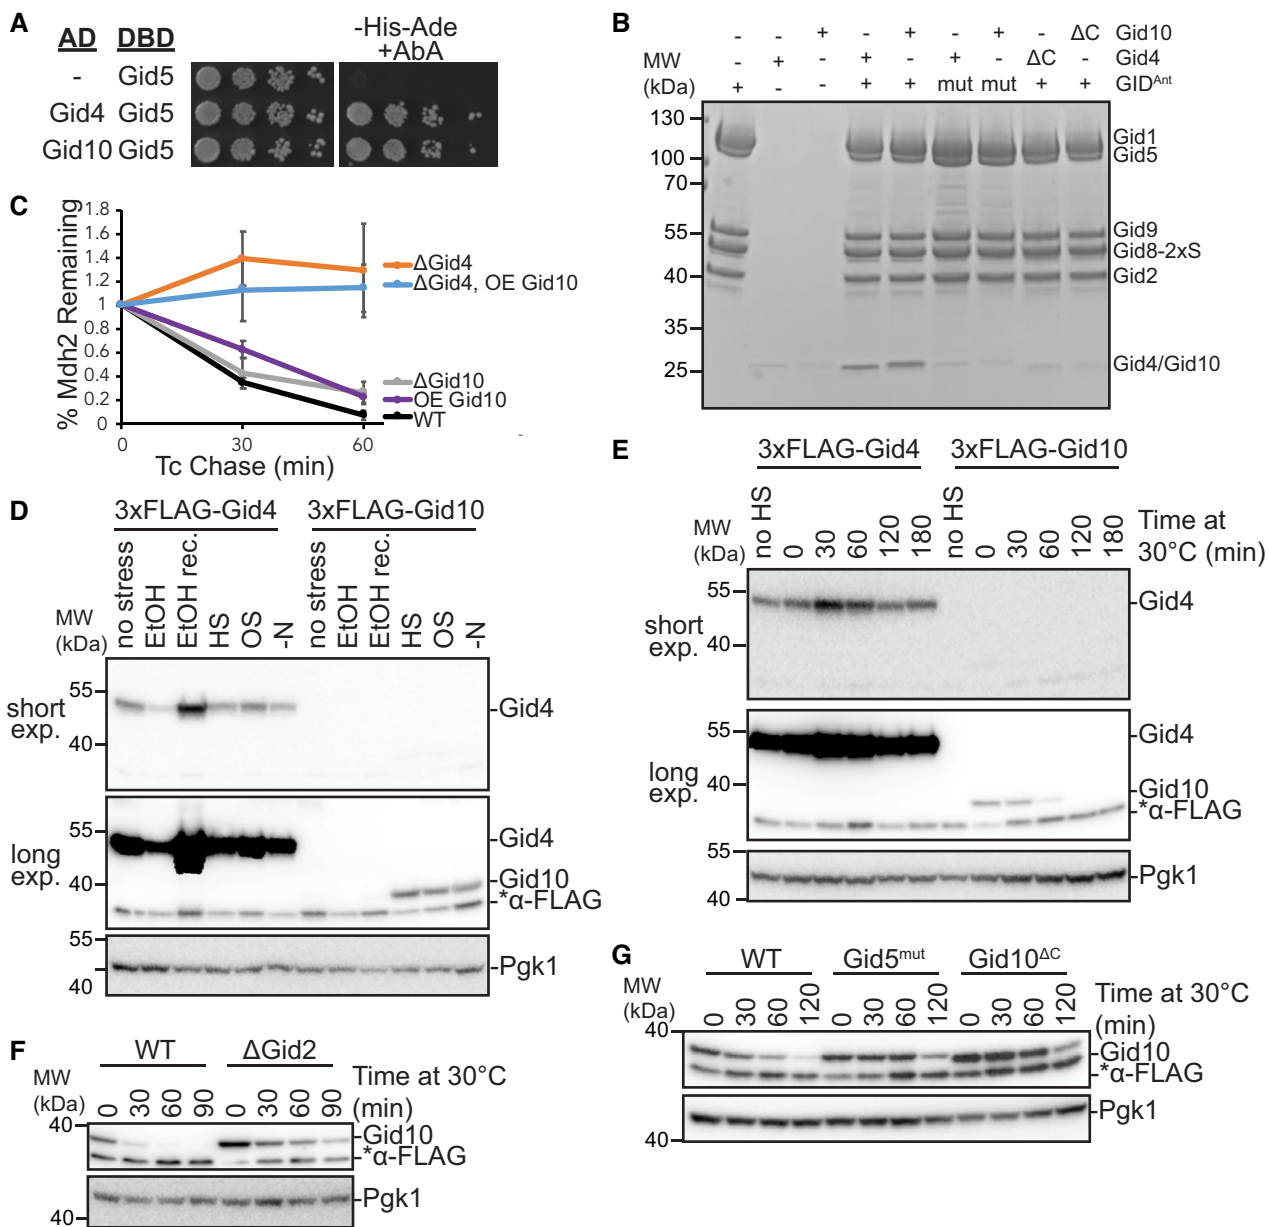 A
AD DBD
-His-Ade
+AbA
- Gid5
Gid4 Gid5
Gid10 Gid5
B
- - + - + - + - ΔC Gid10
- + - + - + - ΔC - Gid4
+ - - + + mut mut + + GIDAnt
MW
(kDa)
130
100
70
55
40
35
25
Gid1
Gid5
Gid9
Gid8-2xS
Gid2
Gid4/Gid10
C
% Mdh2 Remaining
1.8
1.6
1.4
1.2
1
0.8
0.6
0.4
0.2
0
0 30 60
Tc Chase (min)
ΔGid4
ΔGid4, OE Gid10
ΔGid10
OE Gid10
WT
D
3xFLAG-Gid4 3xFLAG-Gid10
MW
(kDa)
no stress EtOH EtOH rec. HS OS -N no stress EtOH EtOH rec. HS OS -N
short
exp.
55
40
-Gid4
long
exp.
55
40
-Gid4
-Gid10
*α-FLAG
55
40
-Pgk1
E
3xFLAG-Gid4 3xFLAG-Gid10
MW
(kDa)
no HS 0 30 60 120 180 no HS 0 30 60 120 180
Time at
30°C (min)
short
exp.
55
40
-Gid4
long
exp.
55
40
-Gid4
Gid10
*α-FLAG
55
40
-Pgk1
F
WT ΔGid2
MW
(kDa)
0 30 60 90 0 30 60 90
Time at 30°C
(min)
40
-Gid10
*α-FLAG
40
-Pgk1
G
WT Gid5mut Gid10ΔC
MW
(kDa)
0 30 60 120 0 30 60 120 0 30 60 120
Time at 30°C
(min)
40
-Gid10
*α-FLAG
40
-Pgk1